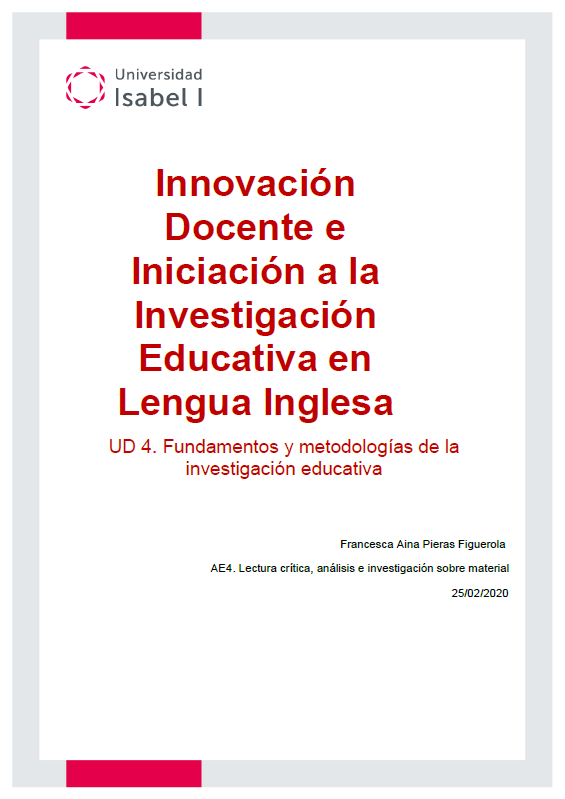 Universidad
Isabel I
Innovación
Docente e
Iniciación a la
Investigación
Educativa en
Lengua Inglesa
UD 4. Fundamentos y metodologías de la
investigación educativa
Francesca Aina Pieras Figuerola
AE4. Lectura crítica, análisis e investigación sobre material
25/02/2020